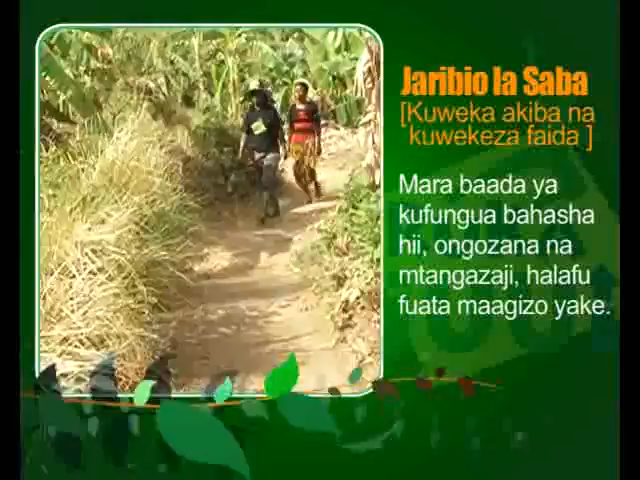 Jaribio la Saba
[Kuweka akiba na
kuwekeza faida ]
Mara baada ya
kufungua bahasha
hii, ongozana na
mtangazaji, halafu
fuata maagizo yake.